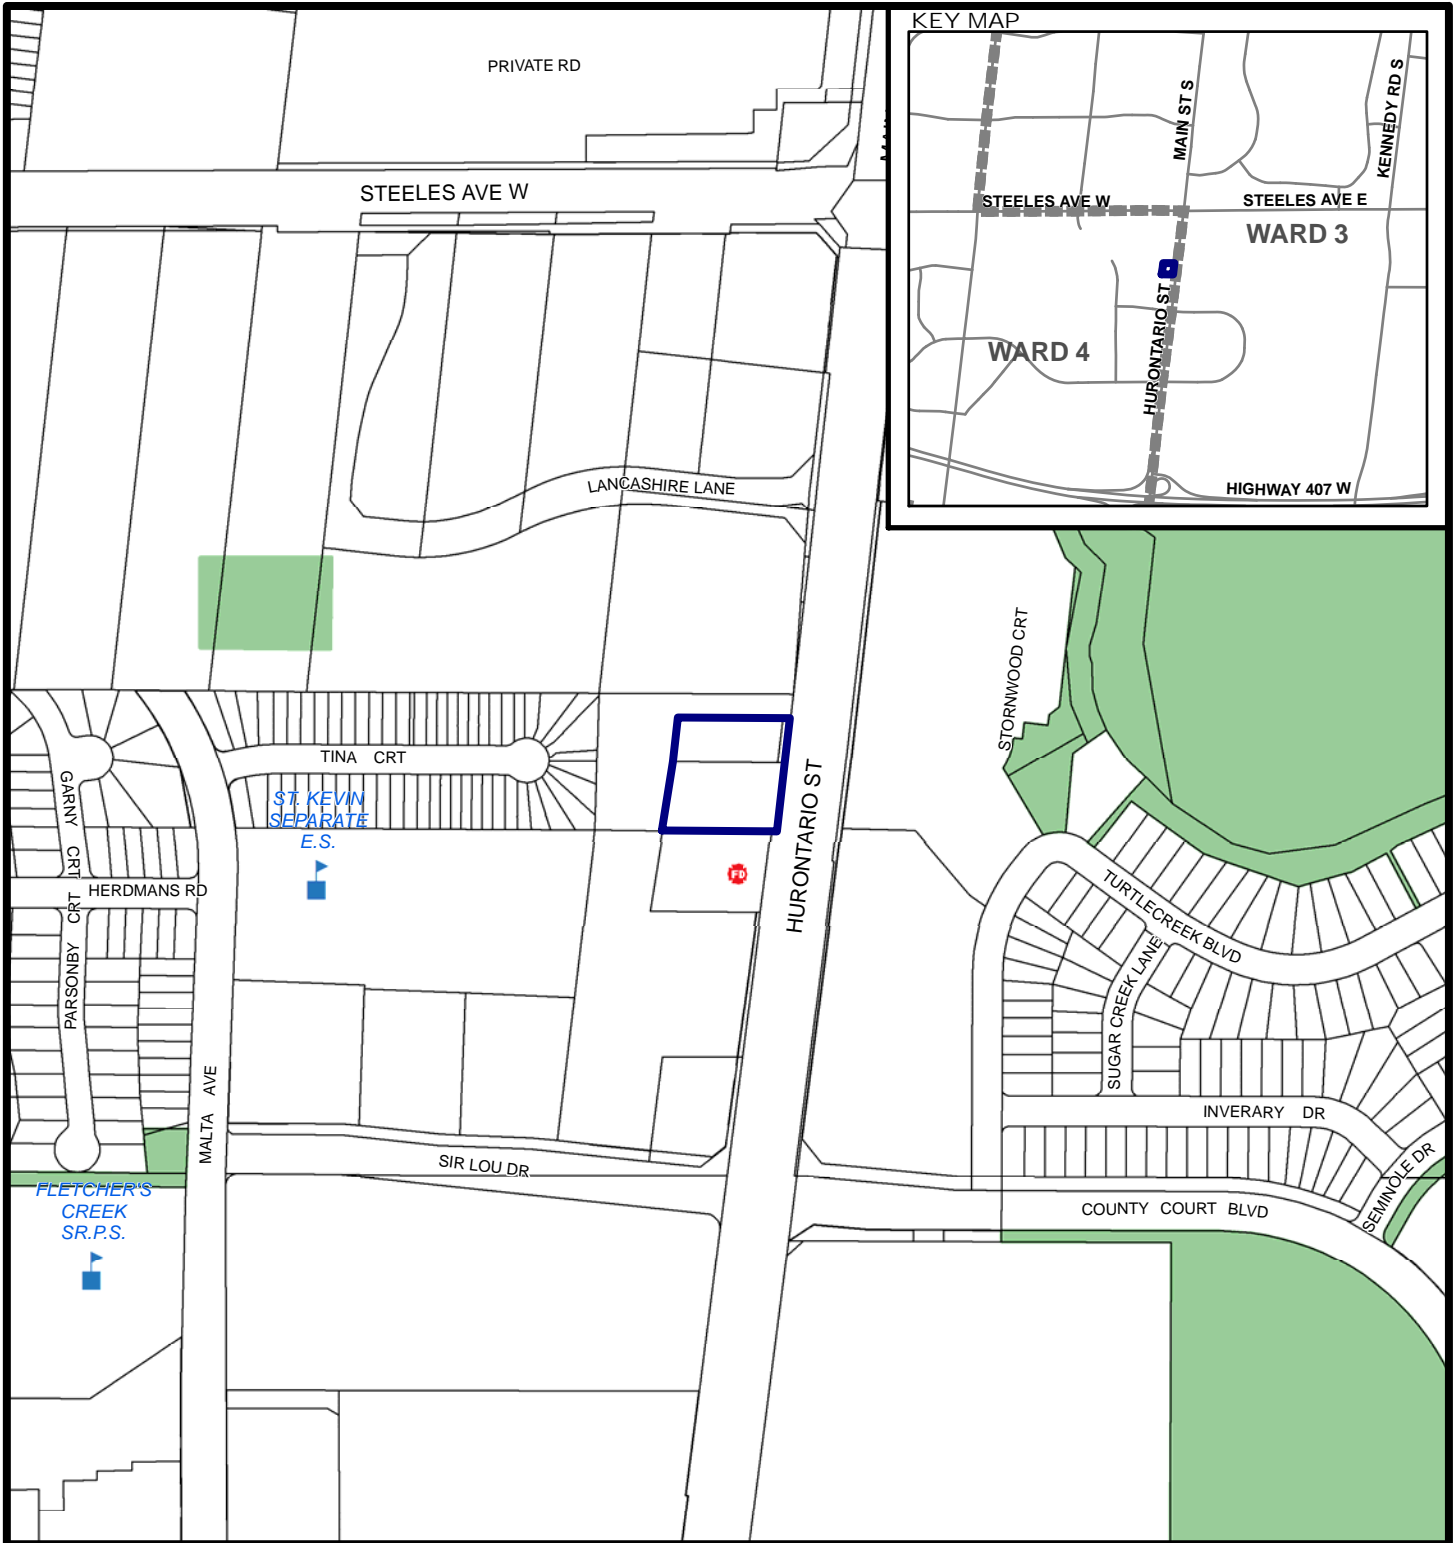 KEY MAP
PRIVATE RD
MAIN ST S
KENNEDY RD S
STEELES AVE W
STEELES AVE W
STEELES AVE E
WARD 3
HURONTARIO ST
WARD 4
HIGHWAY 407 W
LANCASHIRE LANE
STORNWOOD CRT
TINA CRT
GARNY CRT
ST. KEVIN
SEPARATE
E.S.
HURONTARIO ST
FD
HERDMANS RD
PARSONBY CRT
TURTLECREEK BLVD
SUGAR CREEK LANE
MALTA AVE
INVERARY DR
SIR LOU DR
SEMINOLE DR
FLETCHER'S
CREEK
SR.P.S.
COUNTY COURT BLVD